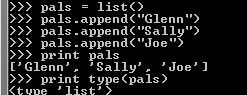 >>> pals = list()
>>> pals.append("Glenn")
>>> pals.append("Sally")
>>> pals.append("Joe")
>>> print pals
['Glenn', 'Sally', 'Joe']
>>> print type(pals)
<type 'list'>